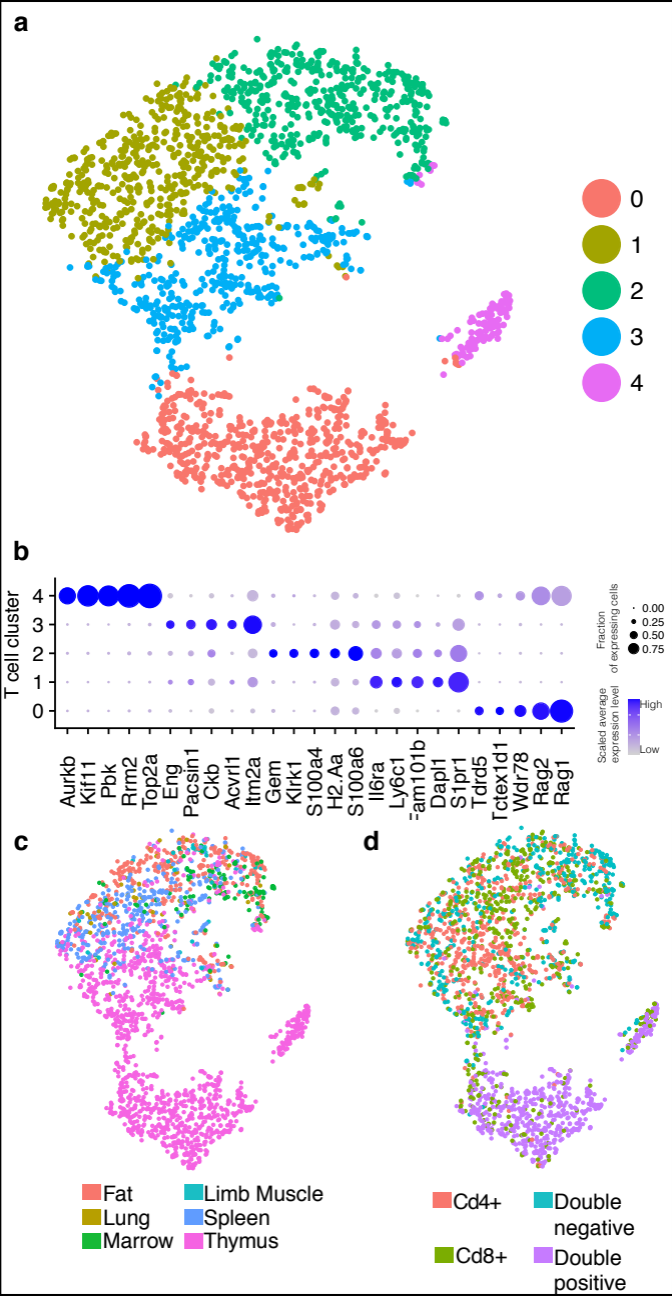 a
0
1
2
3
4
b
T cell cluster
4
3
2
1
0
Aurkb
Kif11
Pbk
Rrm2
Top2a
Eng
Pacsin1
Ckb
Acvrl1
Itm2a
Gem
Klrk1
S100a4
H2.Aa
S100a6
Il6ra
Ly6c1
Fam101b
Dapl1
S1pr1
Tdrd5
Tctex1d1
Wdr78
Rag2
Rag1
Fraction
of expressing cells
0.00
0.25
0.50
0.75
Scaled average
expression level
High
Low
c
Fat
Lung
Marrow
Limb Muscle
Spleen
Thymus
d
Cd4+
Cd8+
Double
negative
Double
positive